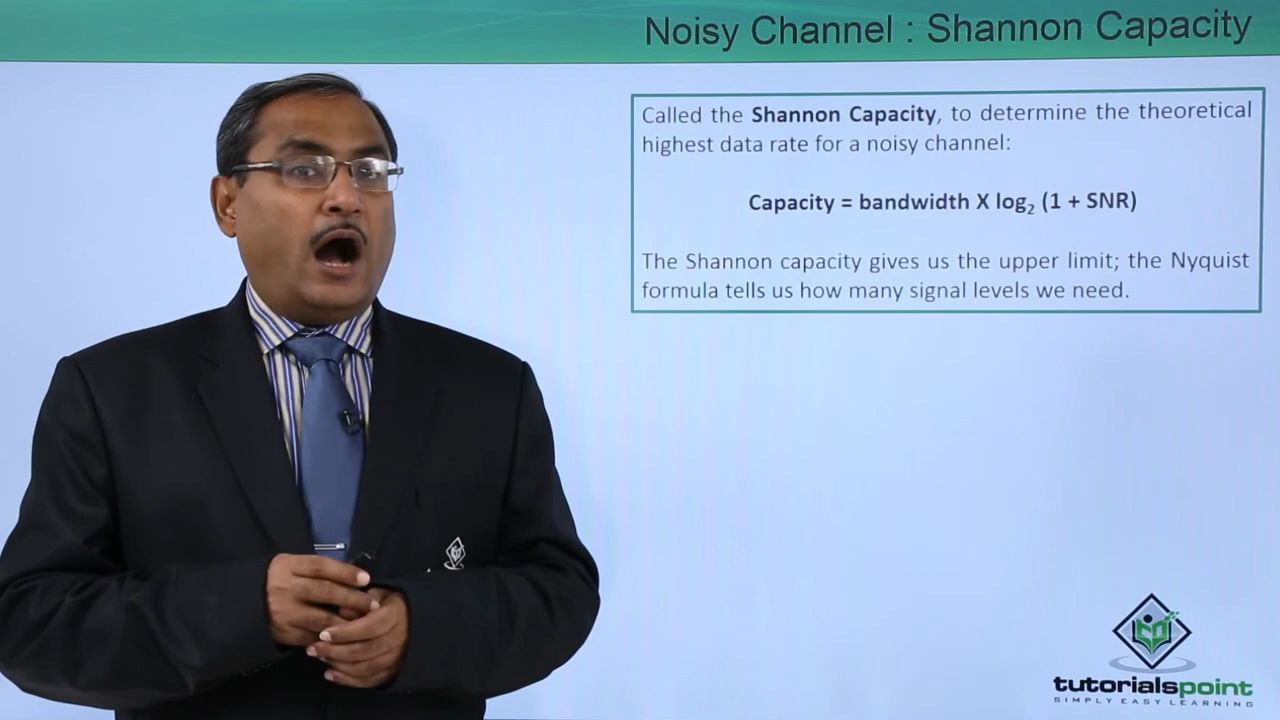 Noisy Channel : Shannon Capacity
Called the Shannon Capacity, to determine the theoretical
highest data rate for a noisy channel:
Capacity = bandwidth X log₂ (1 + SNR)
The Shannon capacity gives us the upper limit; the Nyquist
formula tells us how many signal levels we need.
tutorialspoint
SIMPLY EASY LEARNING